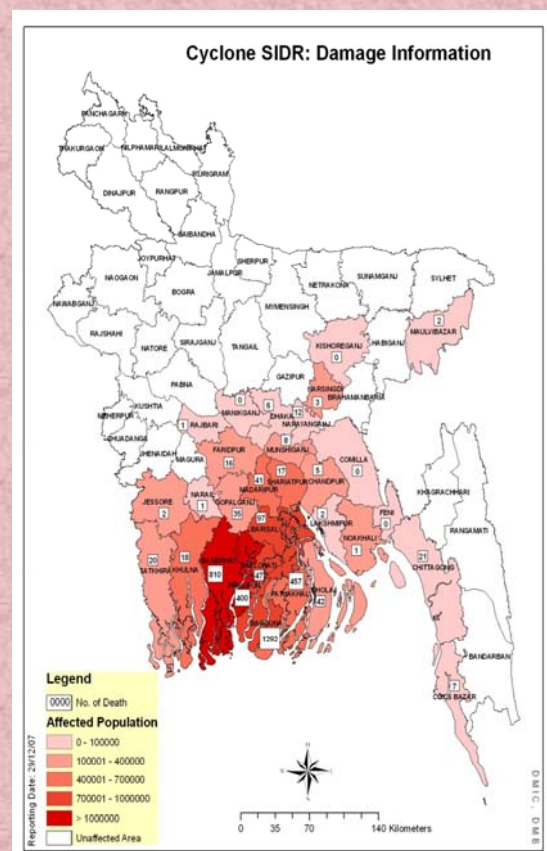 Cyclone SIDR: Damage Information
PANCHAGARH
THAKURGAON
NILPHAMARI
LALMONIRHAT
KURIGRAM
DINAJPUR
RANGPUR
GAIBANDHA
JOYPURHAT
SHERPUR
JAMALPUR
NETRAKONA
SUNAMGANJ
SYLHET
NAOGAON
BOGRA
MYMENSINGH
2
MAULVIBAZAR
NAWABGANJ
RAJSHAHI
NATORE
SIRAJGANJ
TANGAIL
KISHOREGANJ
0
HABIGANJ
PABNA
GAZIPUR
NARSINGDI
3
BRAHAMANBARIA
KUSHTIA
0
MANIKGANJ
6
DHAKA
12
NARAYANGANJ
1
RAJBARI
CHUADANGA
JHENAIDAH
MAGURA
8
MUNSHIGANJ
FARIDPUR
16
17
SHARIATPUR
5
CHANDPUR
COMILLA
0
41
MADARIPUR
KHAGRACHHARI
JESSORE
2
NARAIL
1
GOPALGANJ
35
97
BARISAL
2
LAKSHMIPUR
FENI
0
RANGAMATI
NOAKHALI
1
20
SATKHIRA
18
KHULNA
810
47
457
PATUAKHALI
BHOLA
42
21
CHITTAGONG
400
BARGUNA
1292
BANDARBAN
7
COX'S BAZAR
Legend
0000 No. of Death
Affected Population
0 - 100000
100001 - 400000
400001 - 700000
700001 - 1000000
> 1000000
Unaffected Area
Reporting Date: 29/12/07
0 35 70 140 Kilometers
DMIC, DMB